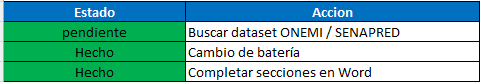 Estado Accion
pendiente Buscar dataset ONEMI / SENAPRED
Hecho Cambio de batería
Hecho Completar secciones en Word